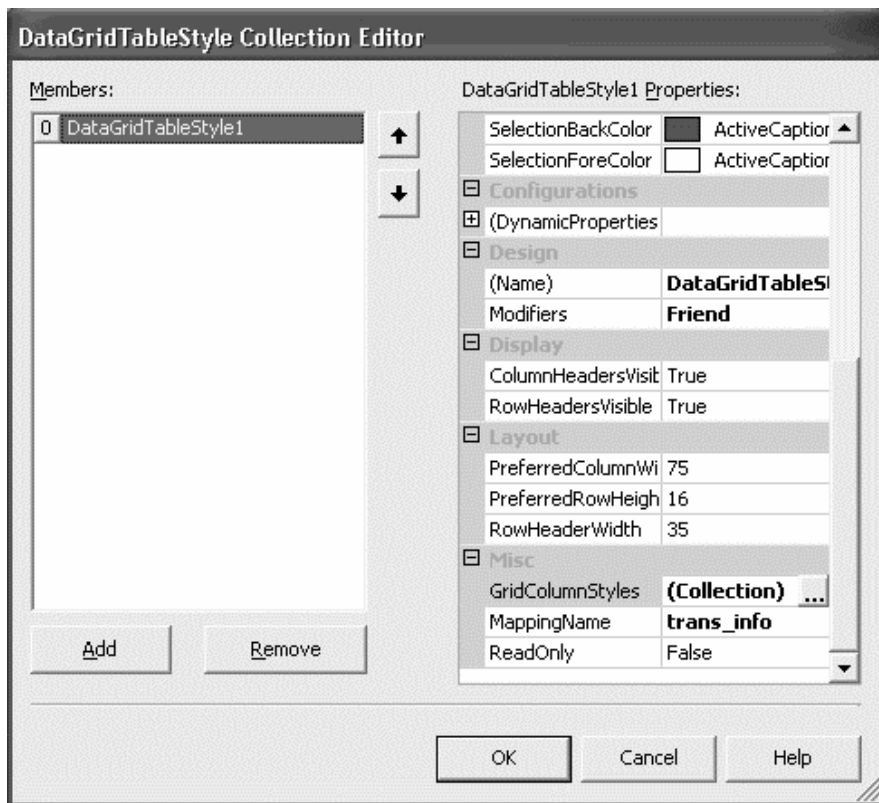 DataGridTableStyle Collection Editor
Members:
DataGridTableStyle1 Properties:
0 DataGridTableStyle1
SelectionBackColor ActiveCaption
SelectionForeColor ActiveCaption
Configurations
(DynamicProperties
Design
(Name) DataGridTableSt
Modifiers Friend
Display
ColumnHeadersVisib True
RowHeadersVisible True
Layout
PreferredColumnWi 75
PreferredRowHeigh 16
RowHeaderWidth 35
Misc
GridColumnStyles (Collection) ...
MappingName trans_info
ReadOnly False
Add Remove
OK Cancel Help